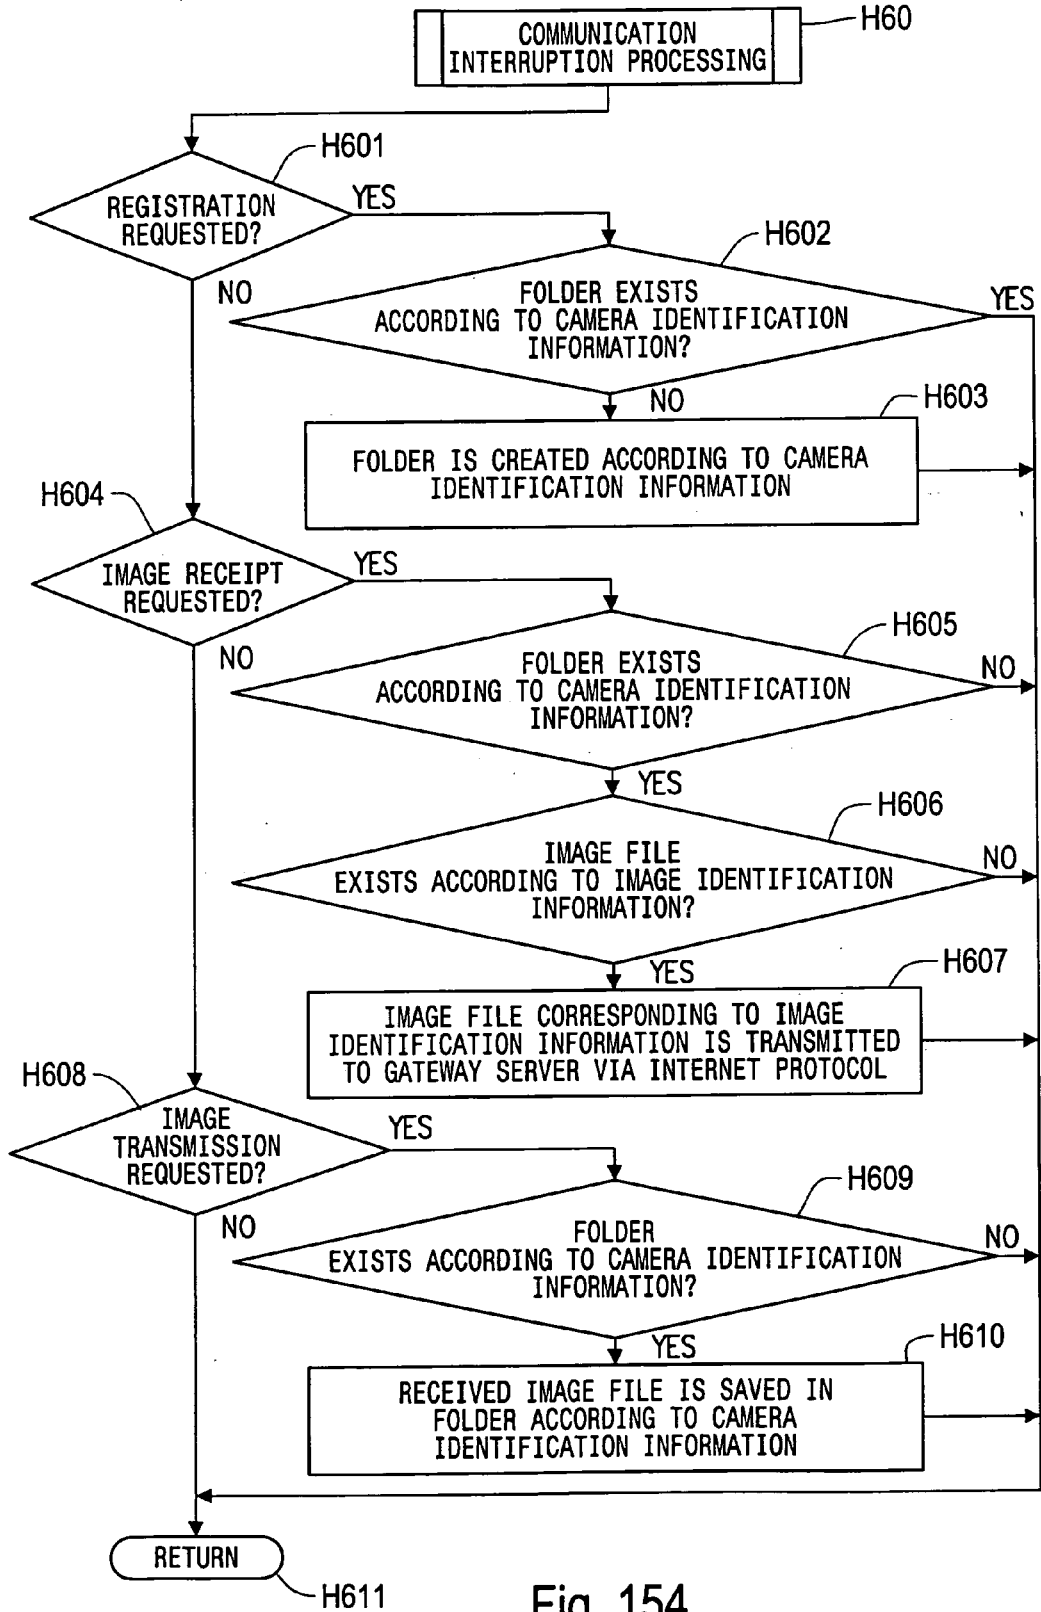 COMMUNICATION
INTERRUPTION PROCESSING
H60
H601
REGISTRATION
REQUESTED?
YES
NO
H602
FOLDER EXISTS
ACCORDING TO CAMERA IDENTIFICATION
INFORMATION?
YES
NO
H603
FOLDER IS CREATED ACCORDING TO CAMERA
IDENTIFICATION INFORMATION
H604
IMAGE RECEIPT
REQUESTED?
YES
NO
H605
FOLDER EXISTS
ACCORDING TO CAMERA IDENTIFICATION
INFORMATION?
NO
YES
H606
IMAGE FILE
EXISTS ACCORDING TO IMAGE IDENTIFICATION
INFORMATION?
NO
YES
H607
IMAGE FILE CORRESPONDING TO IMAGE
IDENTIFICATION INFORMATION IS TRANSMITTED
TO GATEWAY SERVER VIA INTERNET PROTOCOL
H608
IMAGE
TRANSMISSION
REQUESTED?
YES
NO
H609
FOLDER
EXISTS ACCORDING TO CAMERA IDENTIFICATION
INFORMATION?
NO
YES
H610
RECEIVED IMAGE FILE IS SAVED IN
FOLDER ACCORDING TO CAMERA
IDENTIFICATION INFORMATION
RETURN
H611
Fig. 154